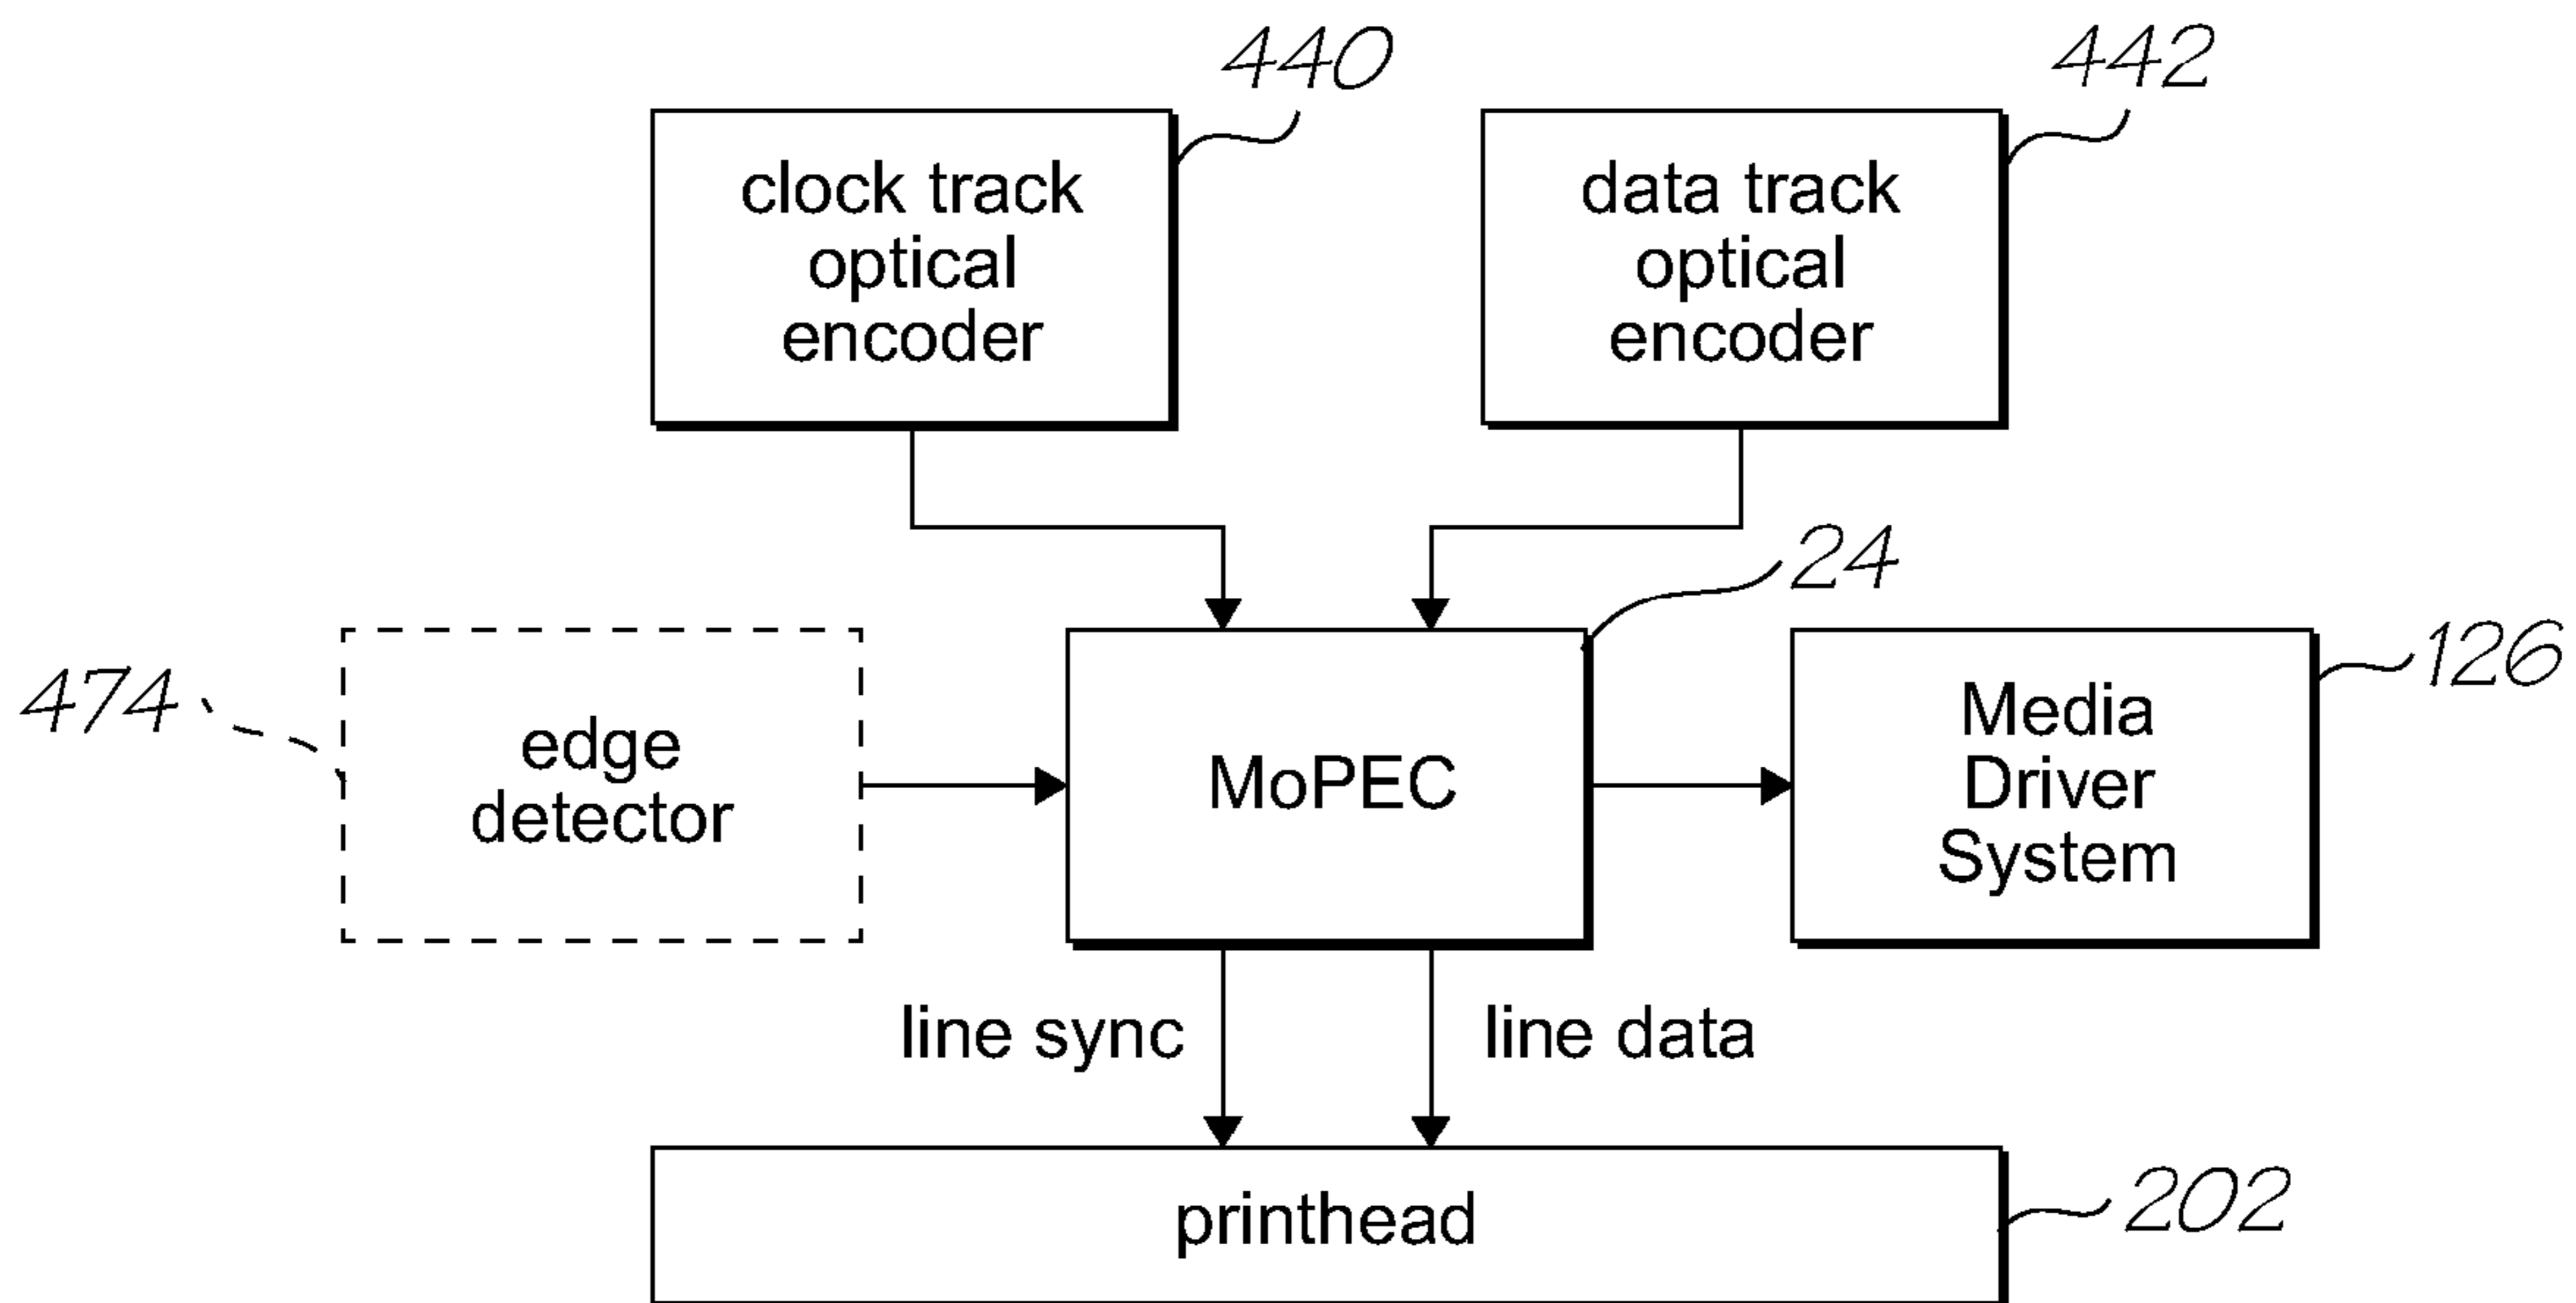 440
442
clock track
optical
encoder
data track
optical
encoder
24
474
edge
detector
MoPEC
126
Media
Driver
System
line sync
line data
printhead
202